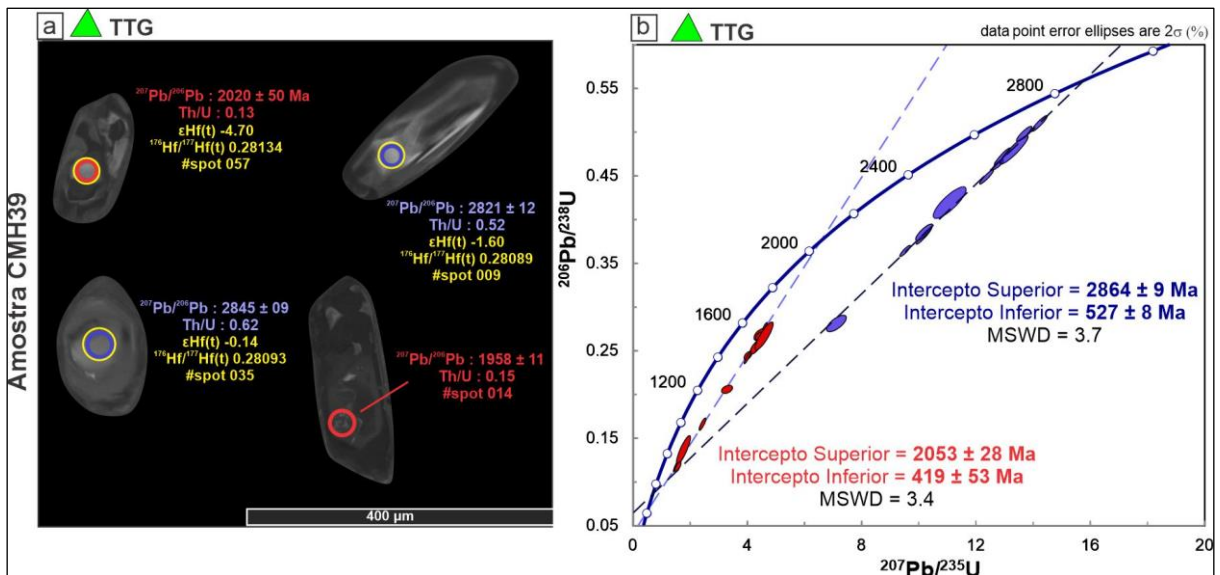 Amostra CMH39
a TTG
²⁰⁷Pb/²⁰⁶Pb : 2020 ± 50 Ma
Th/U : 0.13
εHf(t) -4.70
¹⁷⁶Hf/¹⁷⁷Hf(t) 0.28134
#spot 057
²⁰⁷Pb/²⁰⁶Pb : 2821 ± 12
Th/U : 0.52
εHf(t) -1.60
¹⁷⁶Hf/¹⁷⁷Hf(t) 0.28089
#spot 009
²⁰⁷Pb/²⁰⁶Pb : 2845 ± 09
Th/U : 0.62
εHf(t) -0.14
¹⁷⁶Hf/¹⁷⁷Hf(t) 0.28093
#spot 035
²⁰⁷Pb/²⁰⁶Pb : 1958 ± 11
Th/U : 0.15
#spot 014
400 µm
b TTG
data point error ellipses are 2σ (%)
²⁰⁶Pb/²³⁸U
0.55
0.45
0.35
0.25
0.15
0.05
2800
2400
2000
1600
1200
Intercepto Superior = 2864 ± 9 Ma
Intercepto Inferior = 527 ± 8 Ma
MSWD = 3.7
Intercepto Superior = 2053 ± 28 Ma
Intercepto Inferior = 419 ± 53 Ma
MSWD = 3.4
0 4 8 12 16 20
²⁰⁷Pb/²³⁵U